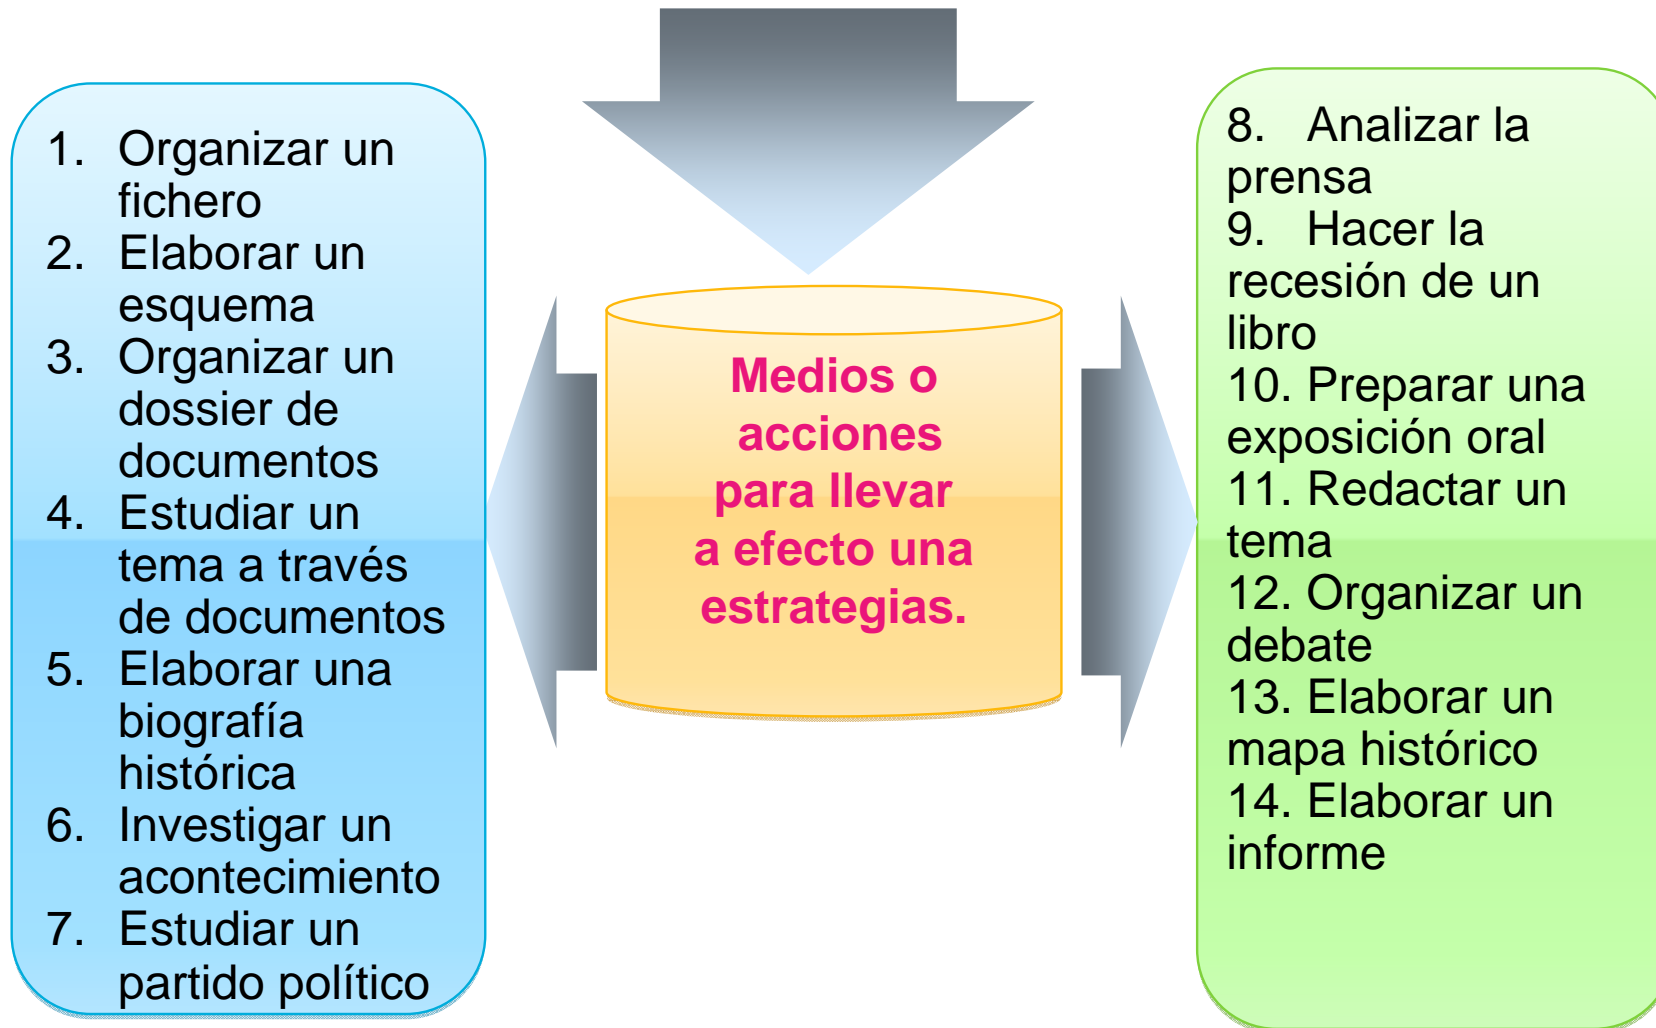 1. Organizar un
fichero
2. Elaborar un
esquema
3. Organizar un
dossier de
documentos
4. Estudiar un
tema a través
de documentos
5. Elaborar una
biografía
histórica
6. Investigar un
acontecimiento
7. Estudiar un
partido político
Medios o
acciones
para llevar
a efecto una
estrategias.
8. Analizar la
prensa
9. Hacer la
recesión de un
libro
10. Preparar una
exposición oral
11. Redactar un
tema
12. Organizar un
debate
13. Elaborar un
mapa histórico
14. Elaborar un
informe